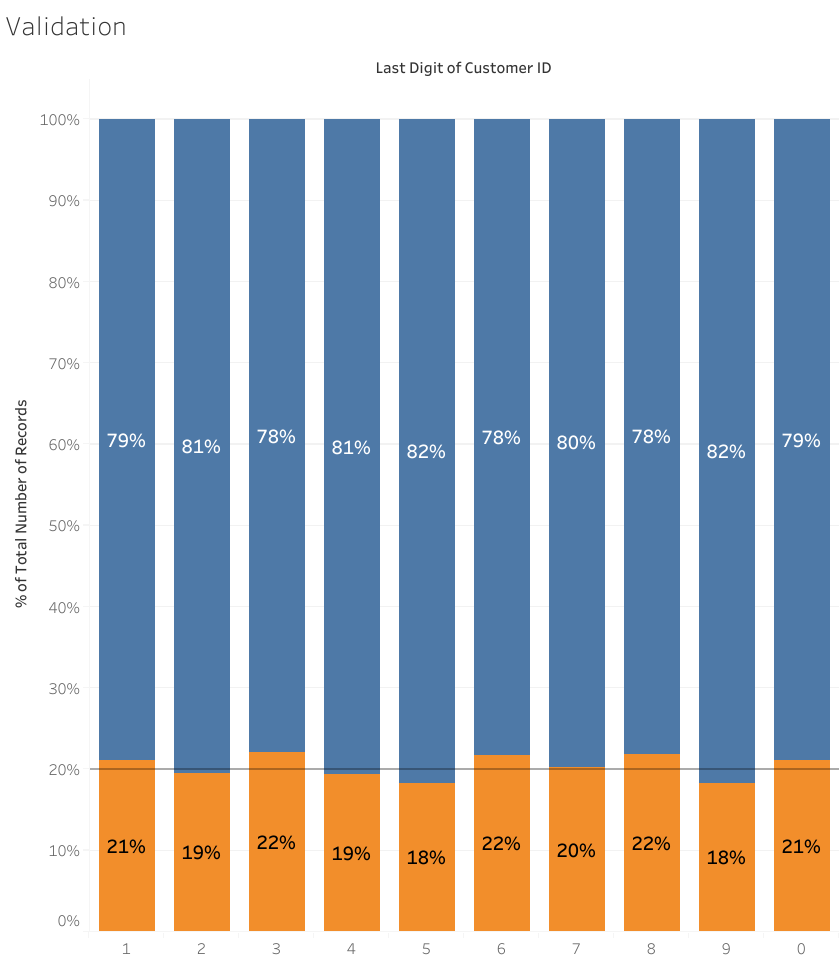 Validation
Last Digit of Customer ID
% of Total Number of Records
100%
90%
80%
70%
60%
50%
40%
30%
20%
10%
0%
79% 81% 78% 81% 82% 78% 80% 78% 82% 79%
21% 19% 22% 19% 18% 22% 20% 22% 18% 21%
1 2 3 4 5 6 7 8 9 0